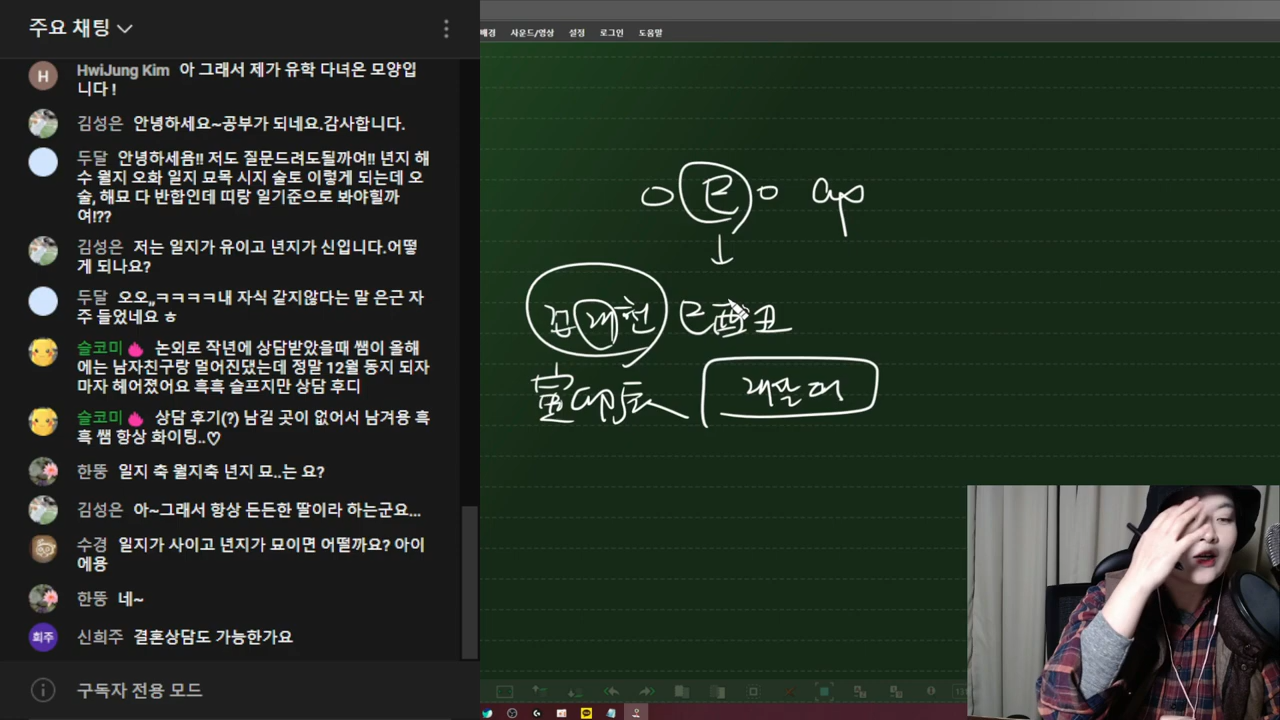 주요 채팅
HwiJung Kim 아 그래서 제가 유학 다녀온 모양입
니다 !
김성은 안녕하세요~공부가 되네요.감사합니다.
두달 안녕하세욤!! 저도 질문드려도될까여!! 년지 해
수 월지 오화 일지 묘목 시지 술토 이렇게 되는데 오
술, 해묘 다 반합인데 띠랑 일기준으로 봐야힐까
여!??
김성은 저는 일지가 유이고 년지가 신입니다.어떻
게 되나요?
두달 오오,,ㅋㅋㅋㅋ내 자식 같지않다는 말 은근 자
주 들었네요 ㅎ
슬코미 논외로 작년에 상담받았을때 쌤이 올해
에는 남자친구랑 멀어진댔는데 정말 12월 동지 되자
마자 헤어졌어요 흑흑 슬프지만 상담 후디
슬코미 상담 후기(?) 남길 곳이 없어서 남겨용 흑
흑 쌤 항상 화이팅..♡
한뚱 일지 축 월지축 년지 묘..는 요?
김성은 아~그래서 항상 든든한 딸이라 하는군요...
수경 일지가 사이고 년지가 묘이면 어떨까요? 아이
에용
한뚱 네~
희주 신희주 결혼상담도 가능한가요
구독자 전용 모드
배경 사운드/영상 설정 로그인 도움말
巳酉丑